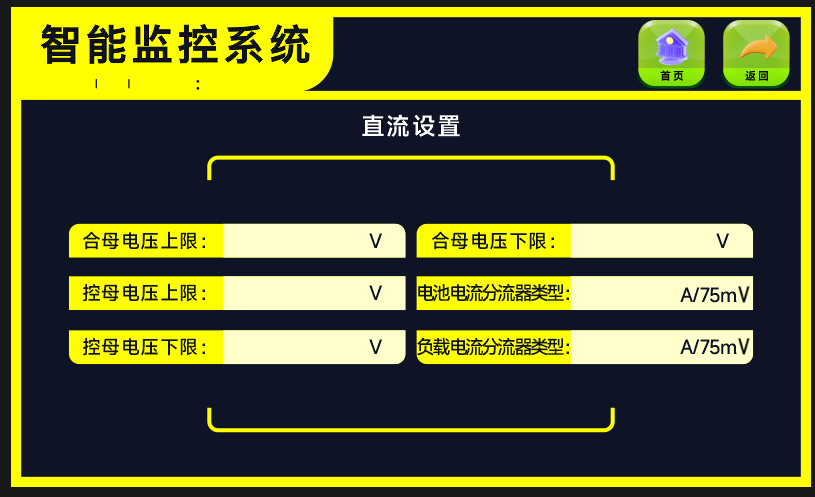 智能监控系统
首页
返回
直流设置
合母电压上限: V
合母电压下限: V
控母电压上限: V
电池电流分流器类型: A/75mV
控母电压下限: V
负载电流分流器类型: A/75mV